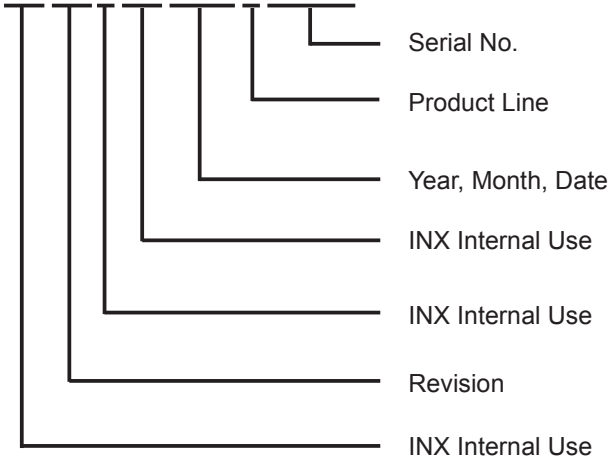 Serial No.
Product Line
Year, Month, Date
INX Internal Use
INX Internal Use
Revision
INX Internal Use